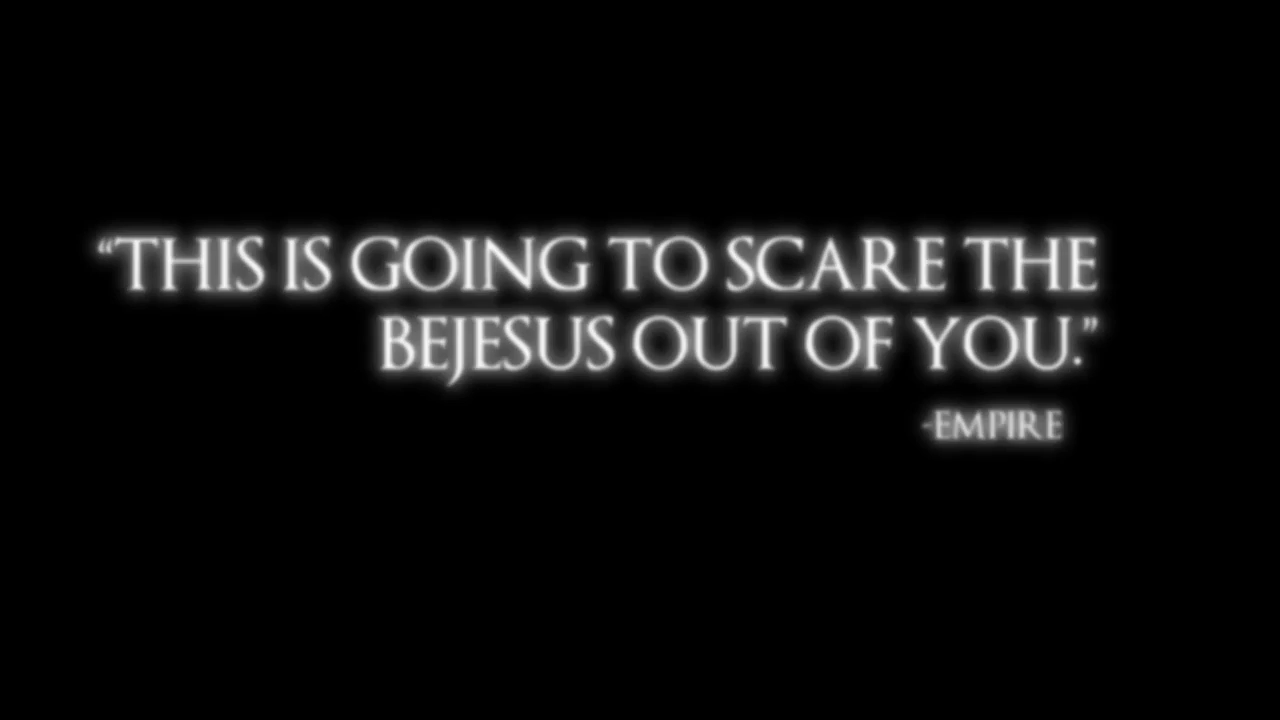 “THIS IS GOING TO SCARE THE
BEJESUS OUT OF YOU.”
-EMPIRE